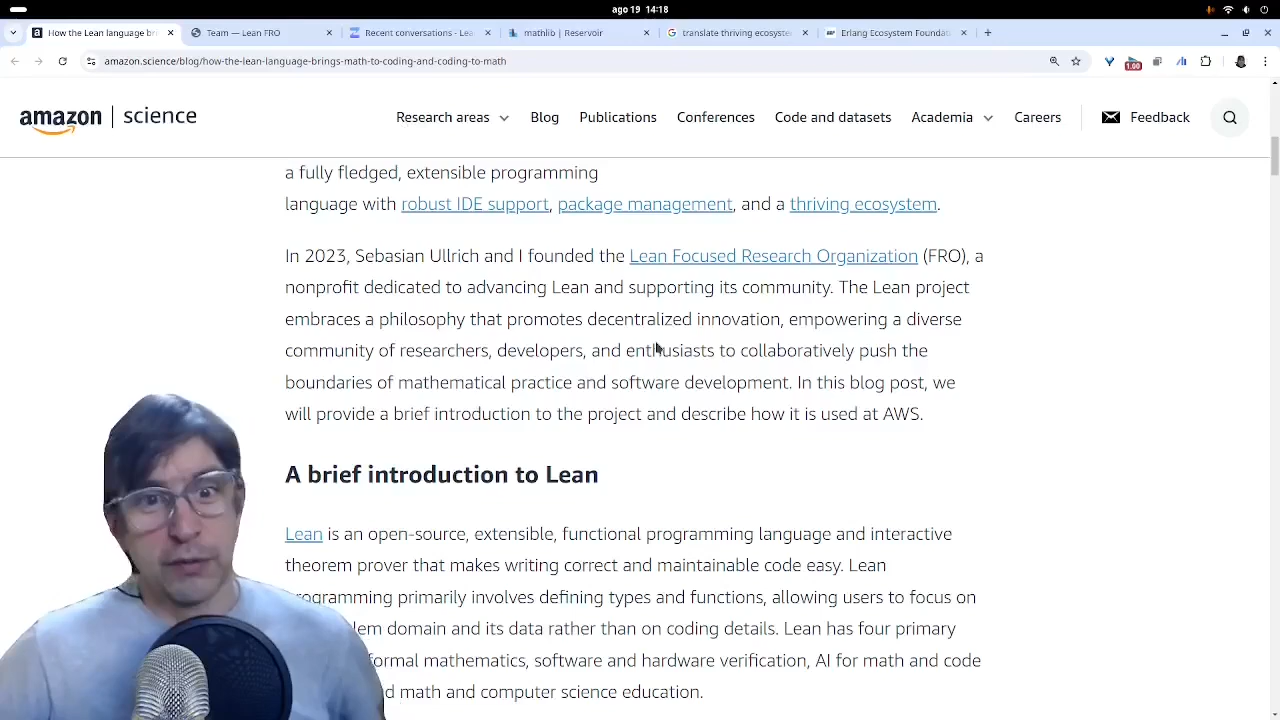 ago 19 14:18
How the Lean language bri
Team — Lean FRO
Recent conversations - Lea
mathlib | Reservoir
translate thriving ecosyste
Erlang Ecosystem Foundat
amazon.science/blog/how-the-lean-language-brings-math-to-coding-and-coding-to-math
1.00
amazon | science
Research areas
Blog
Publications
Conferences
Code and datasets
Academia
Careers
Feedback
a fully fledged, extensible programming
language with robust IDE support, package management, and a thriving ecosystem.
In 2023, Sebasian Ullrich and I founded the Lean Focused Research Organization (FRO), a
nonprofit dedicated to advancing Lean and supporting its community. The Lean project
embraces a philosophy that promotes decentralized innovation, empowering a diverse
community of researchers, developers, and enthusiasts to collaboratively push the
boundaries of mathematical practice and software development. In this blog post, we
will provide a brief introduction to the project and describe how it is used at AWS.
A brief introduction to Lean
Lean is an open-source, extensible, functional programming language and interactive
theorem prover that makes writing correct and maintainable code easy. Lean
programming primarily involves defining types and functions, allowing users to focus on
lem domain and its data rather than on coding details. Lean has four primary
formal mathematics, software and hardware verification, AI for math and code
d math and computer science education.